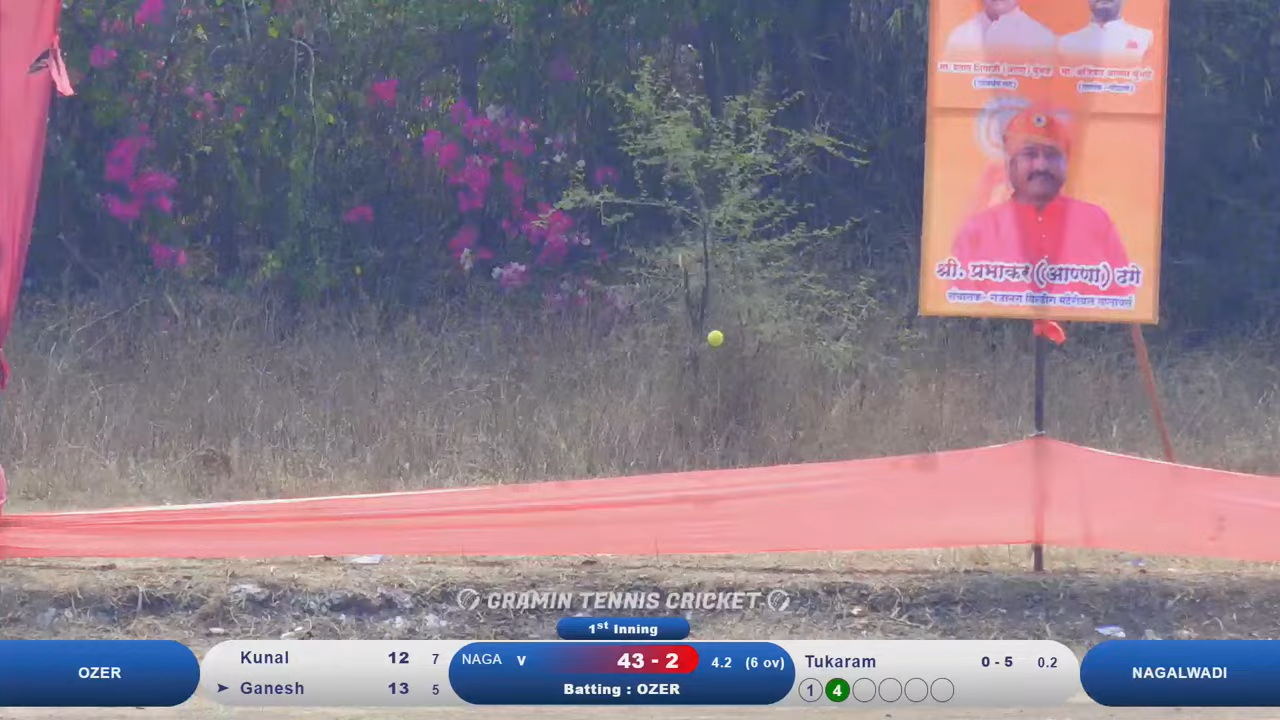 श्री. प्रभाकर (आण्णा) ढगे
GRAMIN TENNIS CRICKET
1st Inning
OZER
Kunal 12 7
➤ Ganesh 13 5
NAGA v 43 - 2 4.2 (6 ov)
Batting : OZER
Tukaram 0 - 5 0.2
1 4
NAGALWADI